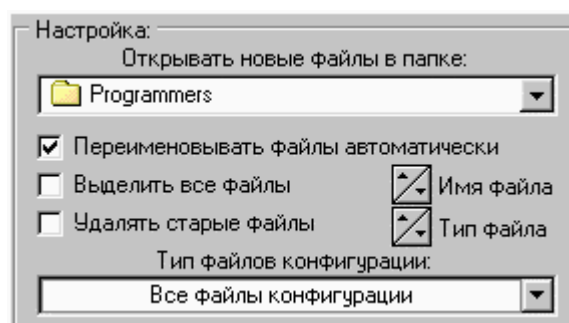 Настройка:
Открывать новые файлы в папке:
Programmers
Переименовывать файлы автоматически
Выделить все файлы
Имя файла
Удалять старые файлы
Тип файла
Тип файлов конфигурации:
Все файлы конфигурации